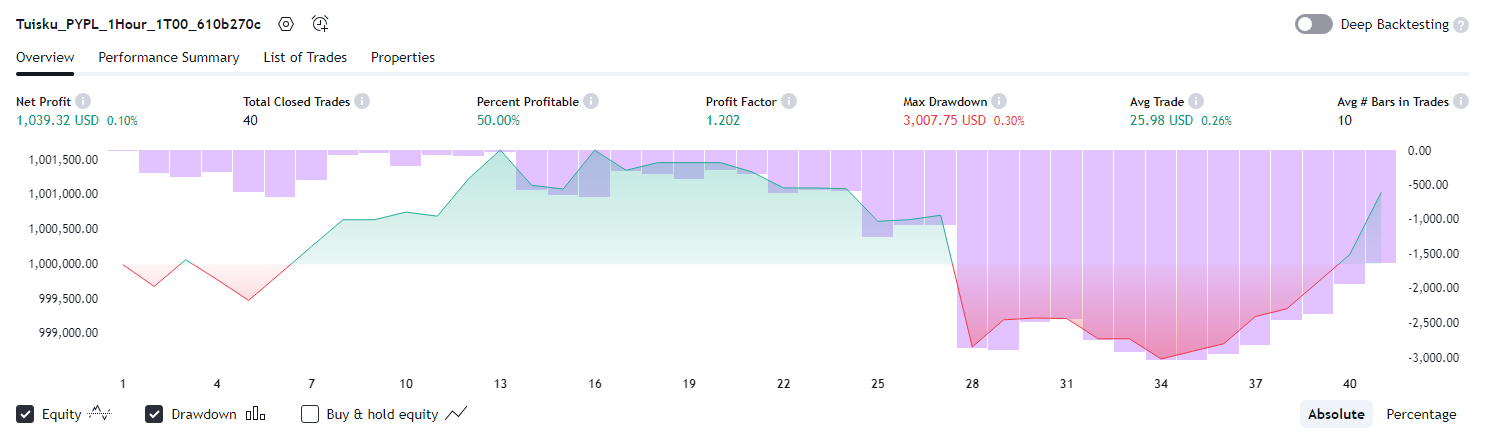 Tuisku_PYPL_1Hour_1T00_610b270c
Deep Backtesting ?
Overview Performance Summary List of Trades Properties
Net Profit i Total Closed Trades i Percent Profitable i Profit Factor i Max Drawdown i Avg Trade i Avg # Bars in Trades i
1,039.32 USD 0.10% 40 50.00% 1.202 3,007.75 USD 0.30% 25.98 USD 0.26% 10
1,001,500.00 0.00
1,001,000.00 -500.00
1,000,500.00 -1,000.00
1,000,000.00 -1,500.00
999,500.00 -2,000.00
999,000.00 -2,500.00
-3,000.00
1 4 7 10 13 16 19 22 25 28 31 34 37 40
Equity Drawdown Buy & hold equity Absolute Percentage